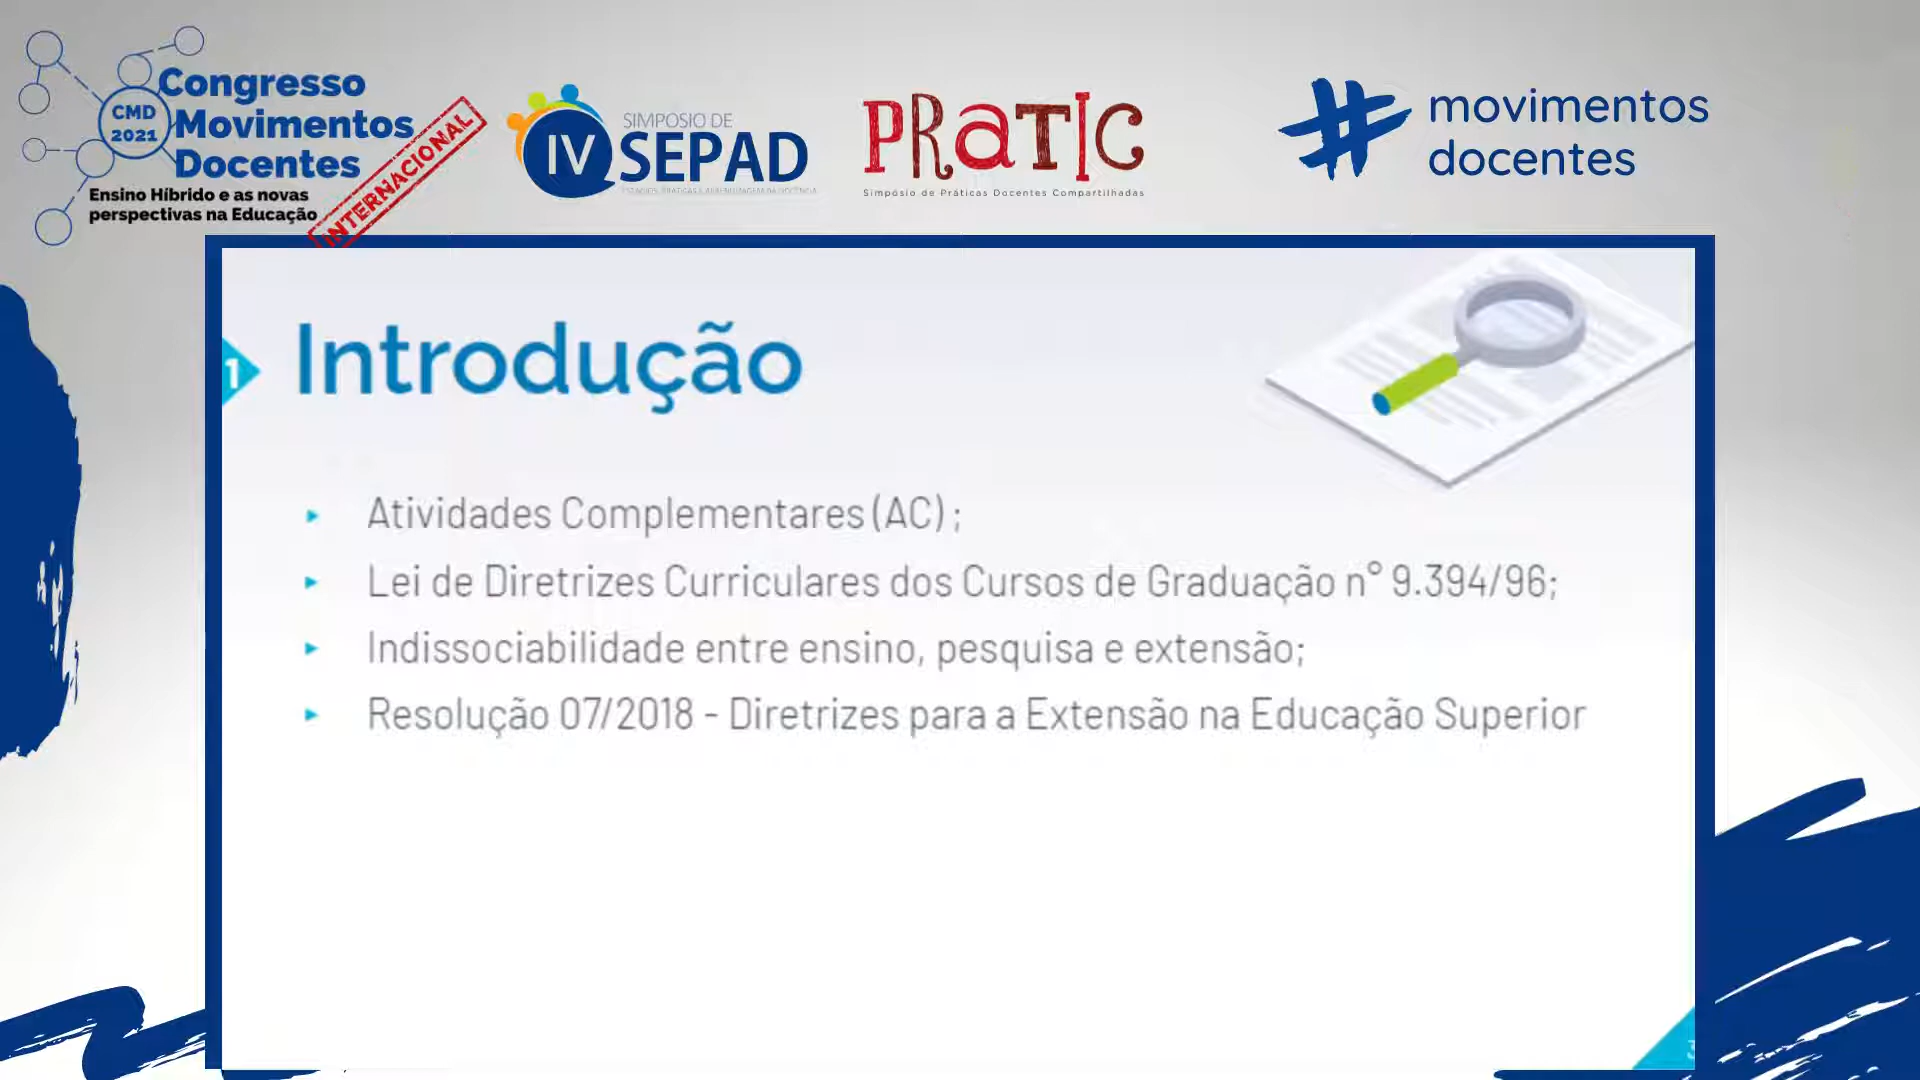 CMD
2021
Congresso
Movimentos
Docentes
Ensino Híbrido e as novas
perspectivas na Educação
INTERNACIONAL
IV
SIMPÓSIO DE
SEPAD
PRATIC
Simpósio de Práticas Docentes Compartilhadas
movimentos
docentes
1
Introdução
Atividades Complementares (AC) ;
Lei de Diretrizes Curriculares dos Cursos de Graduação n° 9.394/96;
Indissociabilidade entre ensino, pesquisa e extensão;
Resolução 07/2018 - Diretrizes para a Extensão na Educação Superior